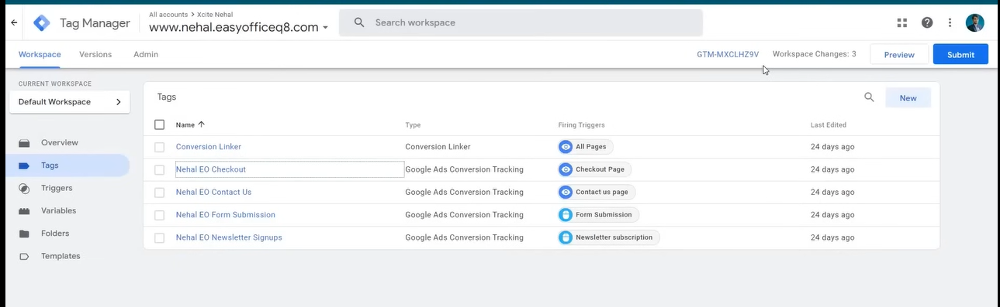 All accounts > Xcite Nehal
Tag Manager
www.nehal.easyofficeq8.com
Search workspace
Workspace Versions Admin
GTM-MXCLHZ9V Workspace Changes: 3 Preview Submit
CURRENT WORKSPACE
Default Workspace
Overview
Tags
Triggers
Variables
Folders
Templates
Tags
New
Name Type Firing Triggers Last Edited
Conversion Linker Conversion Linker All Pages 24 days ago
Nehal EO Checkout Google Ads Conversion Tracking Checkout Page 24 days ago
Nehal EO Contact Us Google Ads Conversion Tracking Contact us page 24 days ago
Nehal EO Form Submission Google Ads Conversion Tracking Form Submission 24 days ago
Nehal EO Newsletter Signups Google Ads Conversion Tracking Newsletter subscription 24 days ago